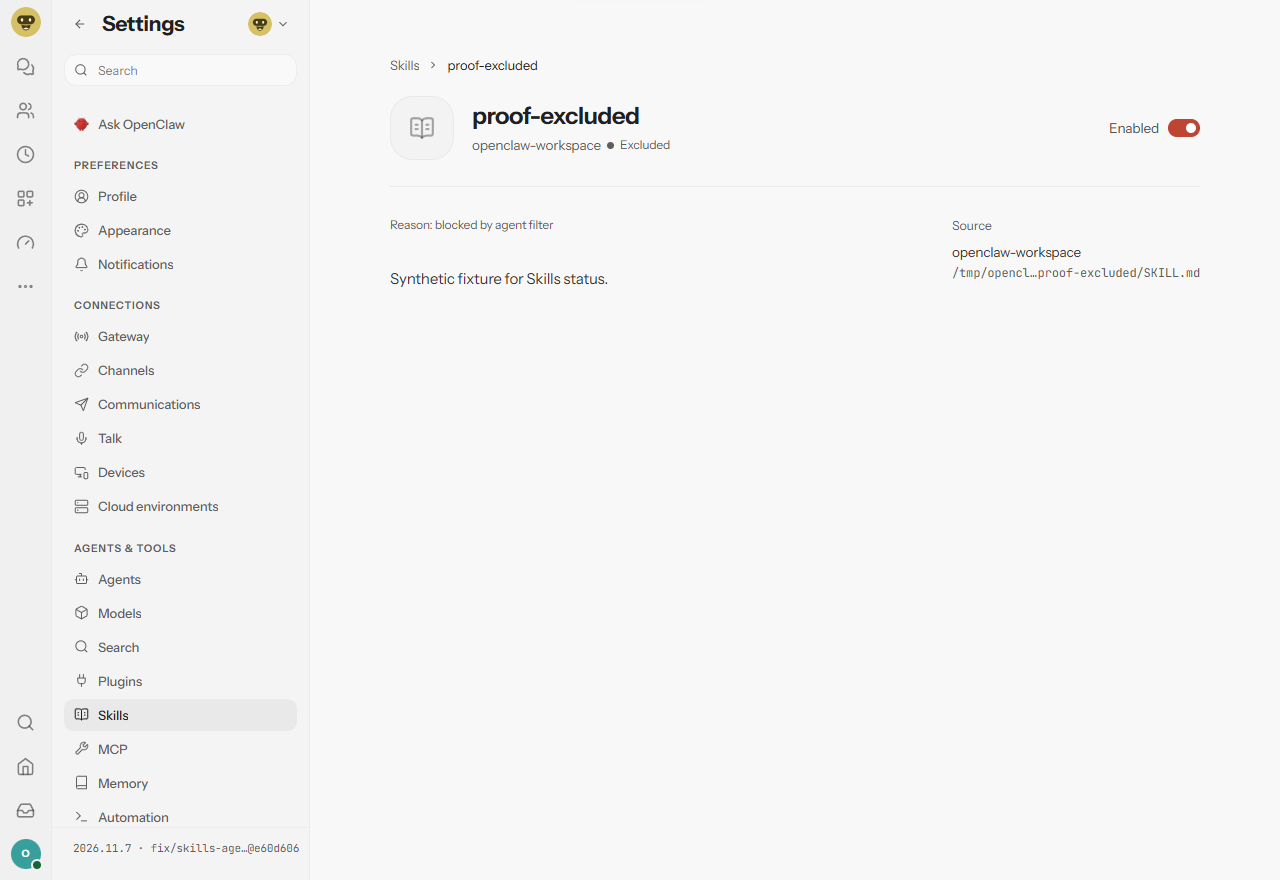 Settings
Search
Ask OpenClaw
PREFERENCES
Profile
Appearance
Notifications
CONNECTIONS
Gateway
Channels
Communications
Talk
Devices
Cloud environments
AGENTS & TOOLS
Agents
Models
Search
Plugins
Skills
MCP
Memory
Automation
2026.11.7 · fix/skills-age…@e60d606
O
Skills > proof-excluded
proof-excluded
openclaw-workspace ● Excluded
Enabled
Reason: blocked by agent filter
Synthetic fixture for Skills status.
Source
openclaw-workspace
/tmp/opencl…proof-excluded/SKILL.md